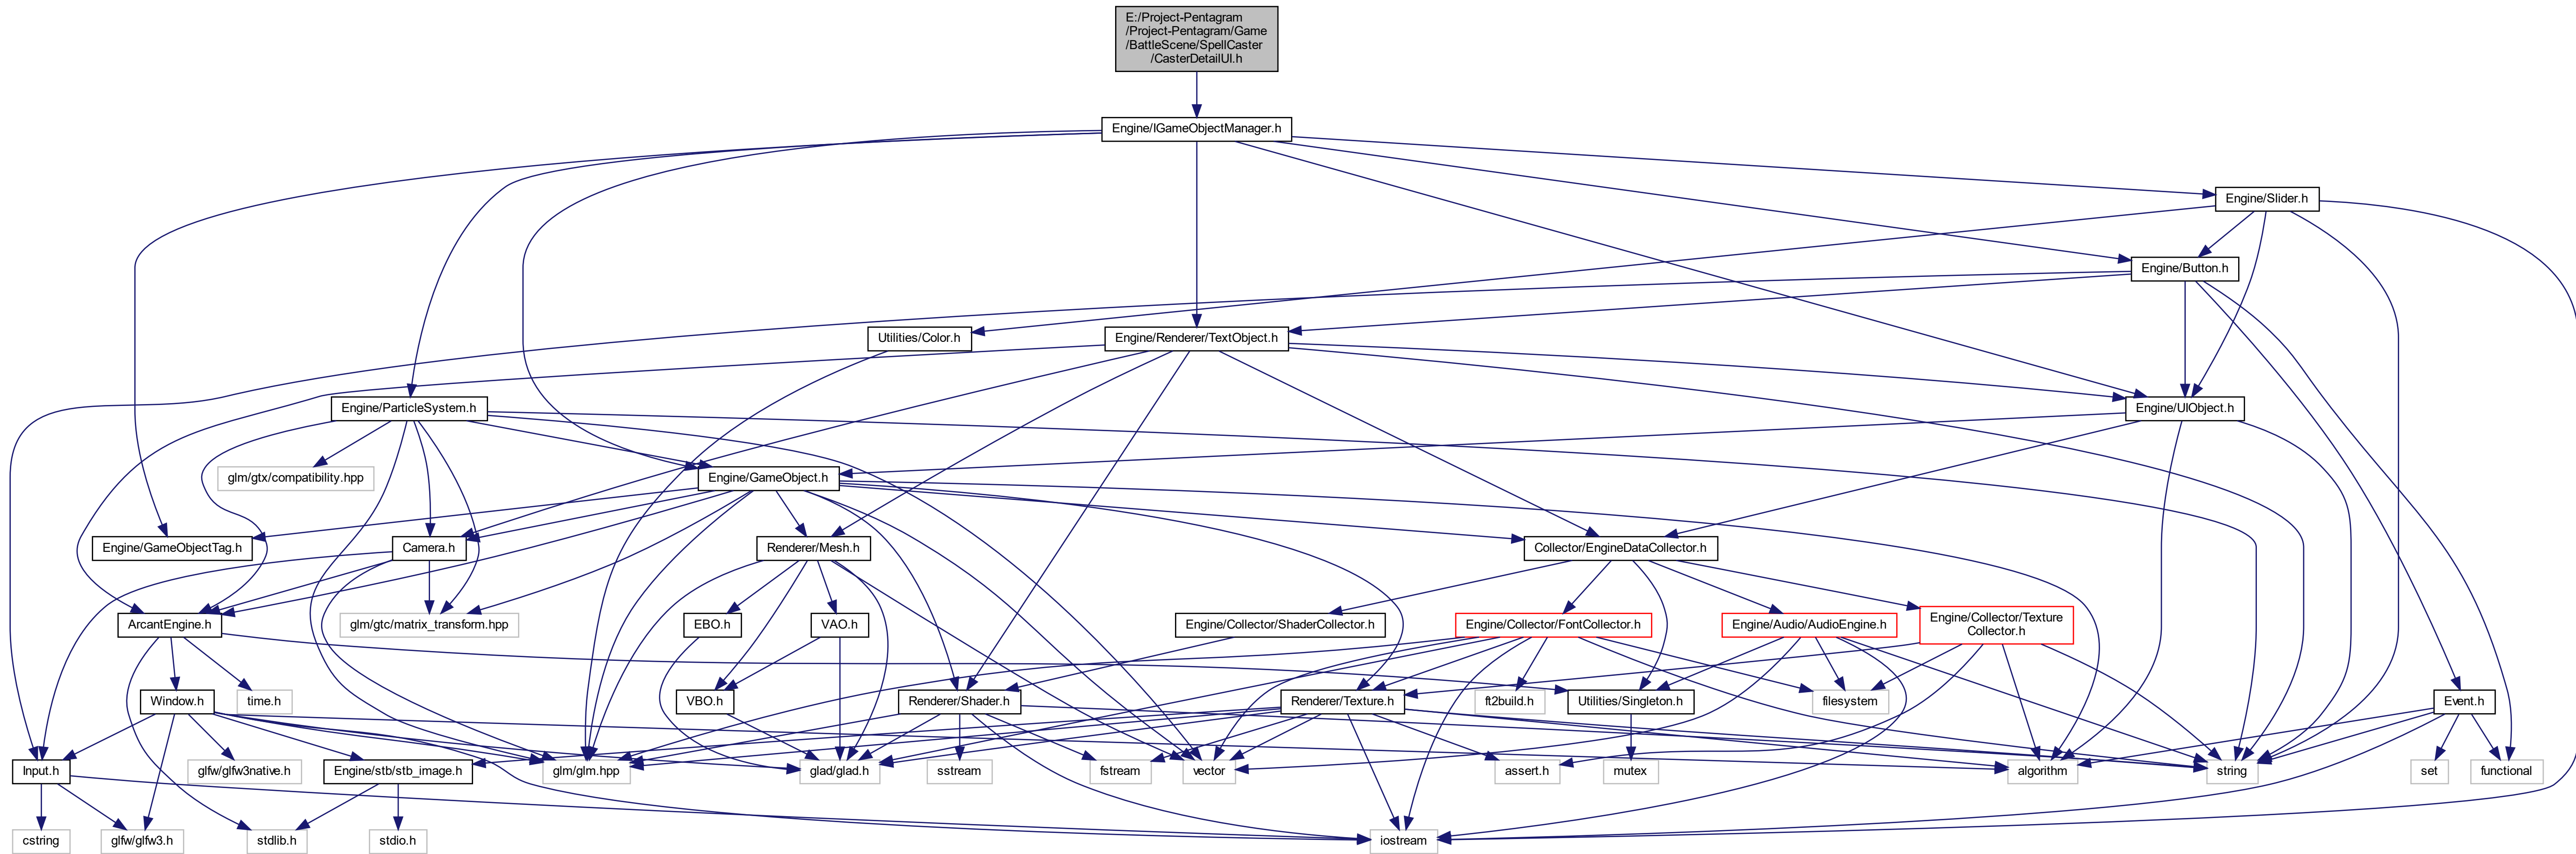 E:/Project-Pentagram
/Project-Pentagram/Game
/BattleScene/SpellCaster
/CasterDetailUI.h
Engine/IGameObjectManager.h
Engine/Slider.h
Engine/Button.h
Utilities/Color.h
Engine/Renderer/TextObject.h
Engine/ParticleSystem.h
Engine/UIObject.h
glm/gtx/compatibility.hpp
Engine/GameObject.h
Engine/GameObjectTag.h
Camera.h
Renderer/Mesh.h
Collector/EngineDataCollector.h
ArcantEngine.h
glm/gtc/matrix_transform.hpp
EBO.h
VAO.h
Engine/Collector/ShaderCollector.h
Engine/Collector/FontCollector.h
Engine/Audio/AudioEngine.h
Engine/Collector/Texture
Collector.h
Window.h
time.h
VBO.h
Renderer/Shader.h
Renderer/Texture.h
ft2build.h
Utilities/Singleton.h
filesystem
Event.h
Input.h
glfw/glfw3native.h
Engine/stb/stb_image.h
glm/glm.hpp
glad/glad.h
sstream
fstream
vector
assert.h
mutex
algorithm
string
set
functional
cstring
glfw/glfw3.h
stdlib.h
stdio.h
iostream